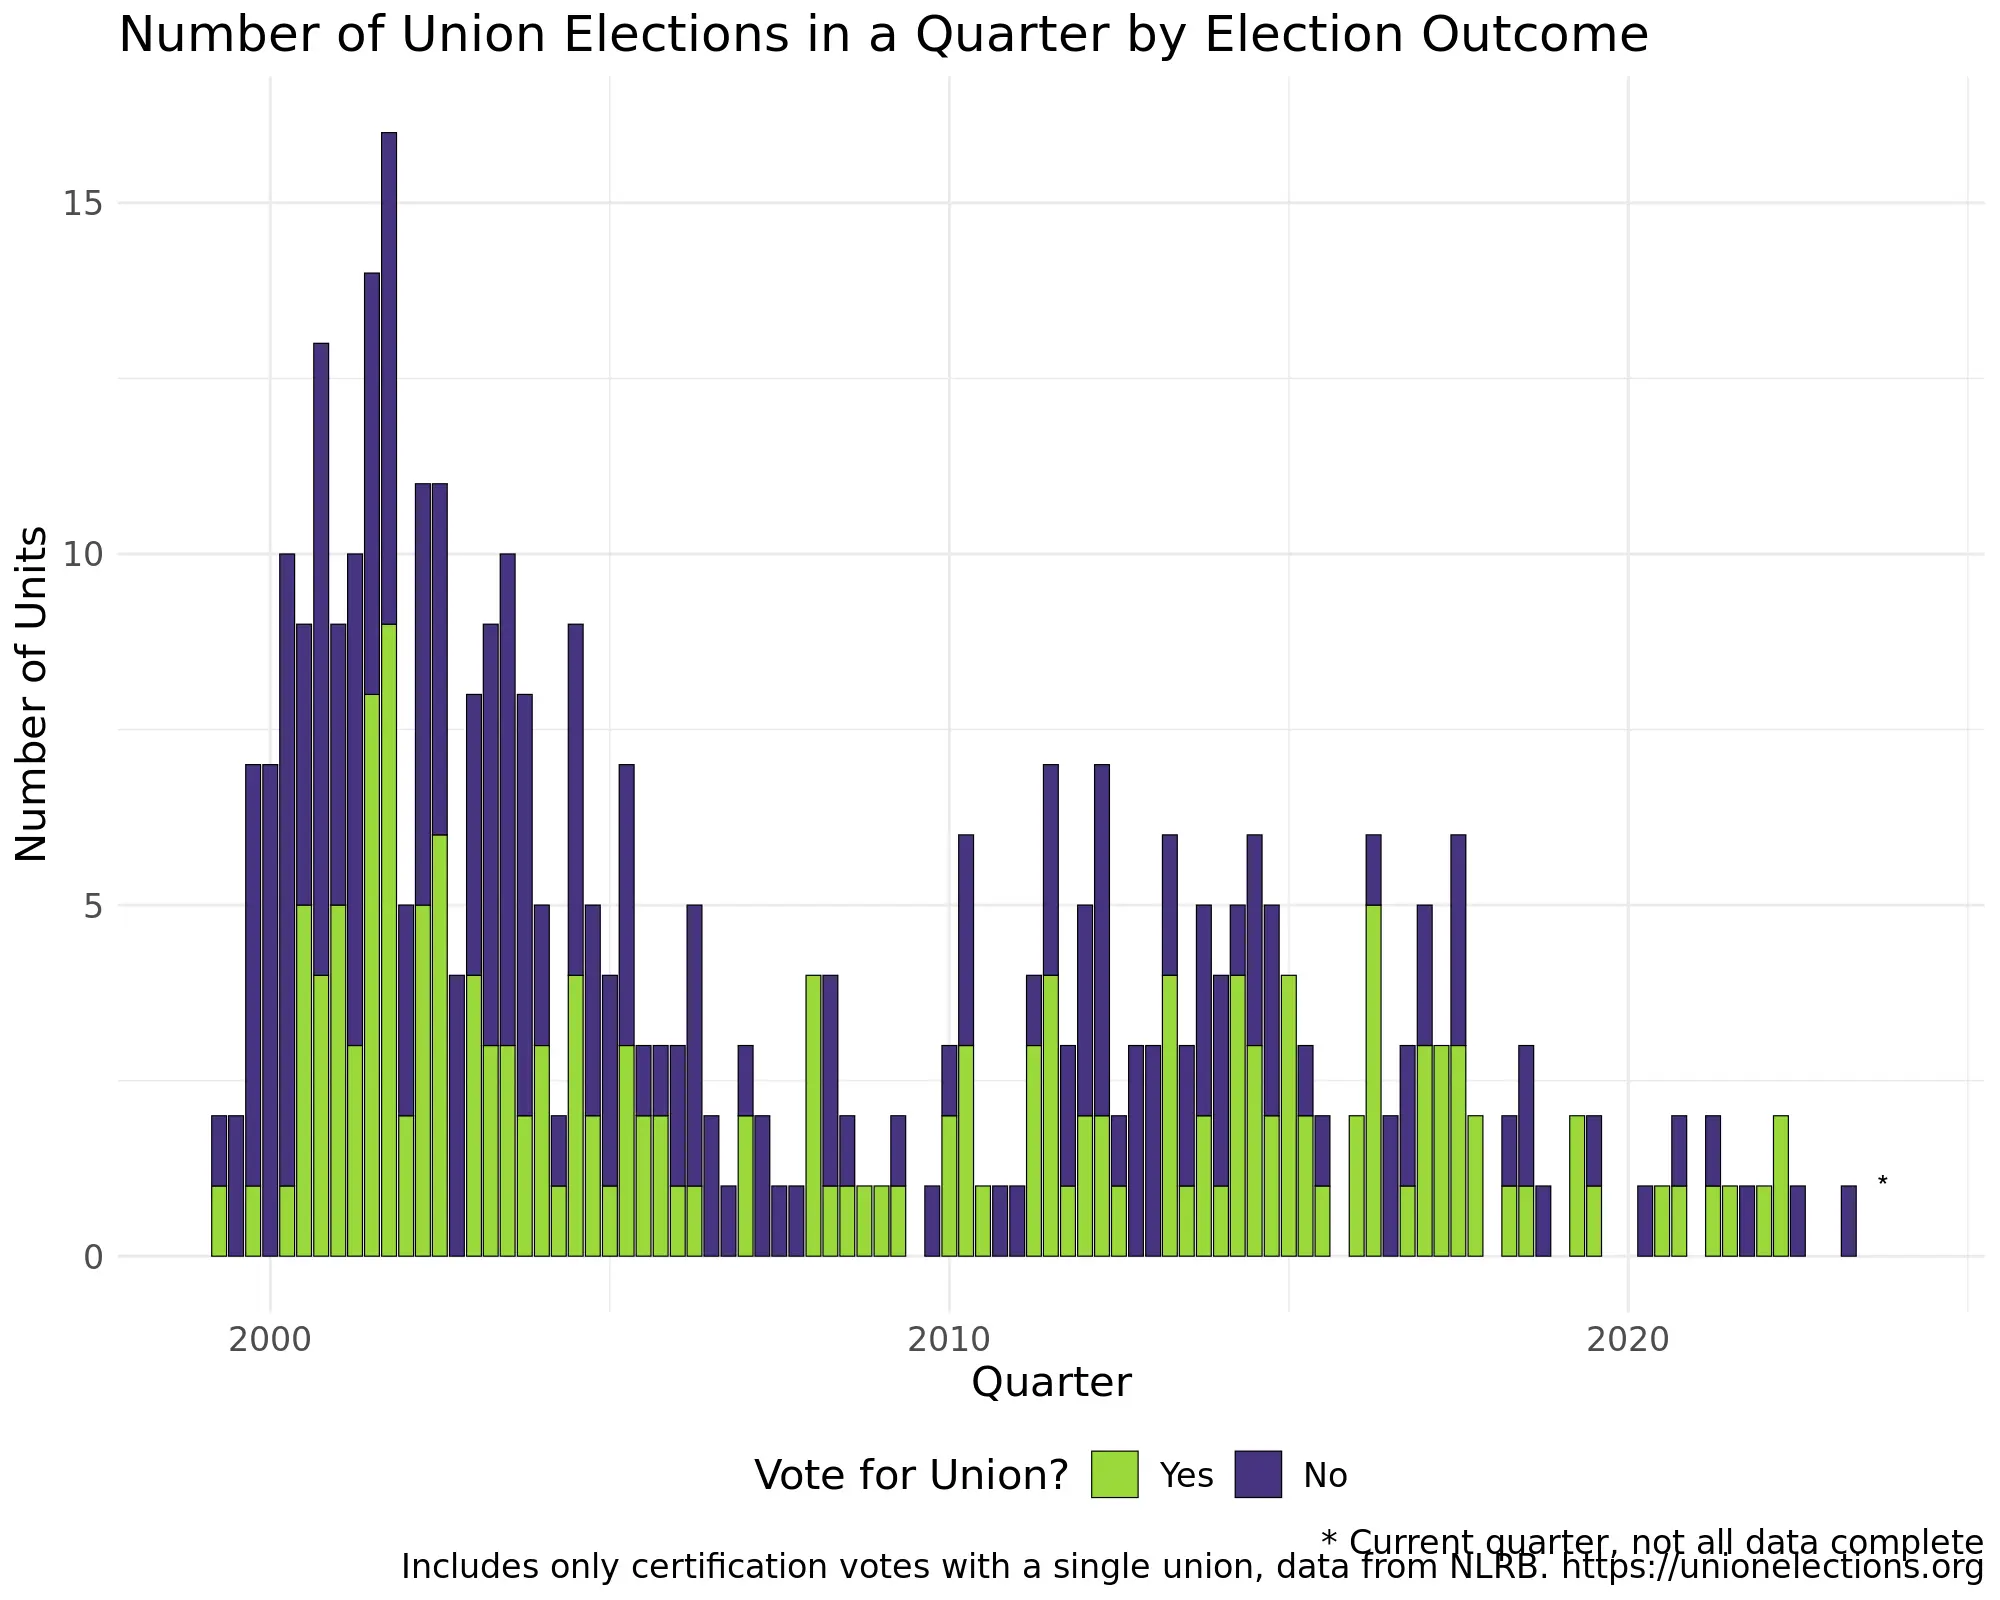 Number of Union Elections in a Quarter by Election Outcome
15
10
5
0
Number of Units
*
2000 2010 2020
Quarter
Vote for Union? Yes No
* Current quarter, not all data complete
Includes only certification votes with a single union, data from NLRB. https://unionelections.org